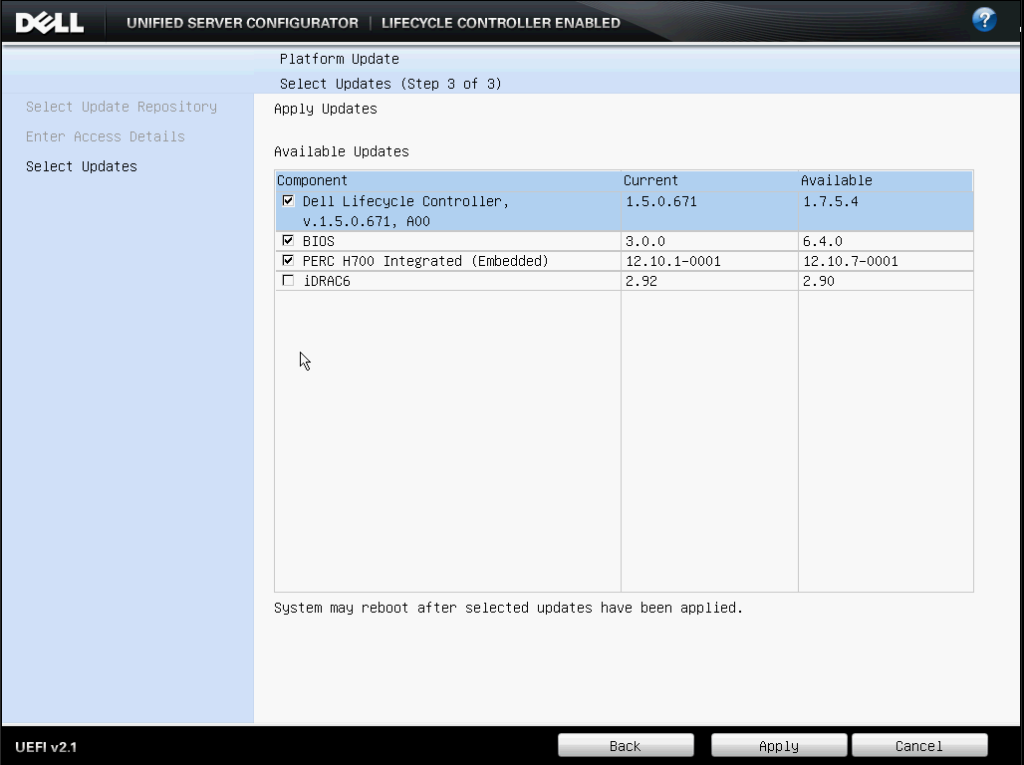 DELL UNIFIED SERVER CONFIGURATOR | LIFECYCLE CONTROLLER ENABLED ?
Platform Update
Select Updates (Step 3 of 3)
Select Update Repository
Enter Access Details
Select Updates
Apply Updates
Available Updates
Component Current Available
Dell Lifecycle Controller, 1.5.0.671 1.7.5.4
v.1.5.0.671, A00
BIOS 3.0.0 6.4.0
PERC H700 Integrated (Embedded) 12.10.1-0001 12.10.7-0001
iDRAC6 2.92 2.90
System may reboot after selected updates have been applied.
UEFI v2.1 Back Apply Cancel